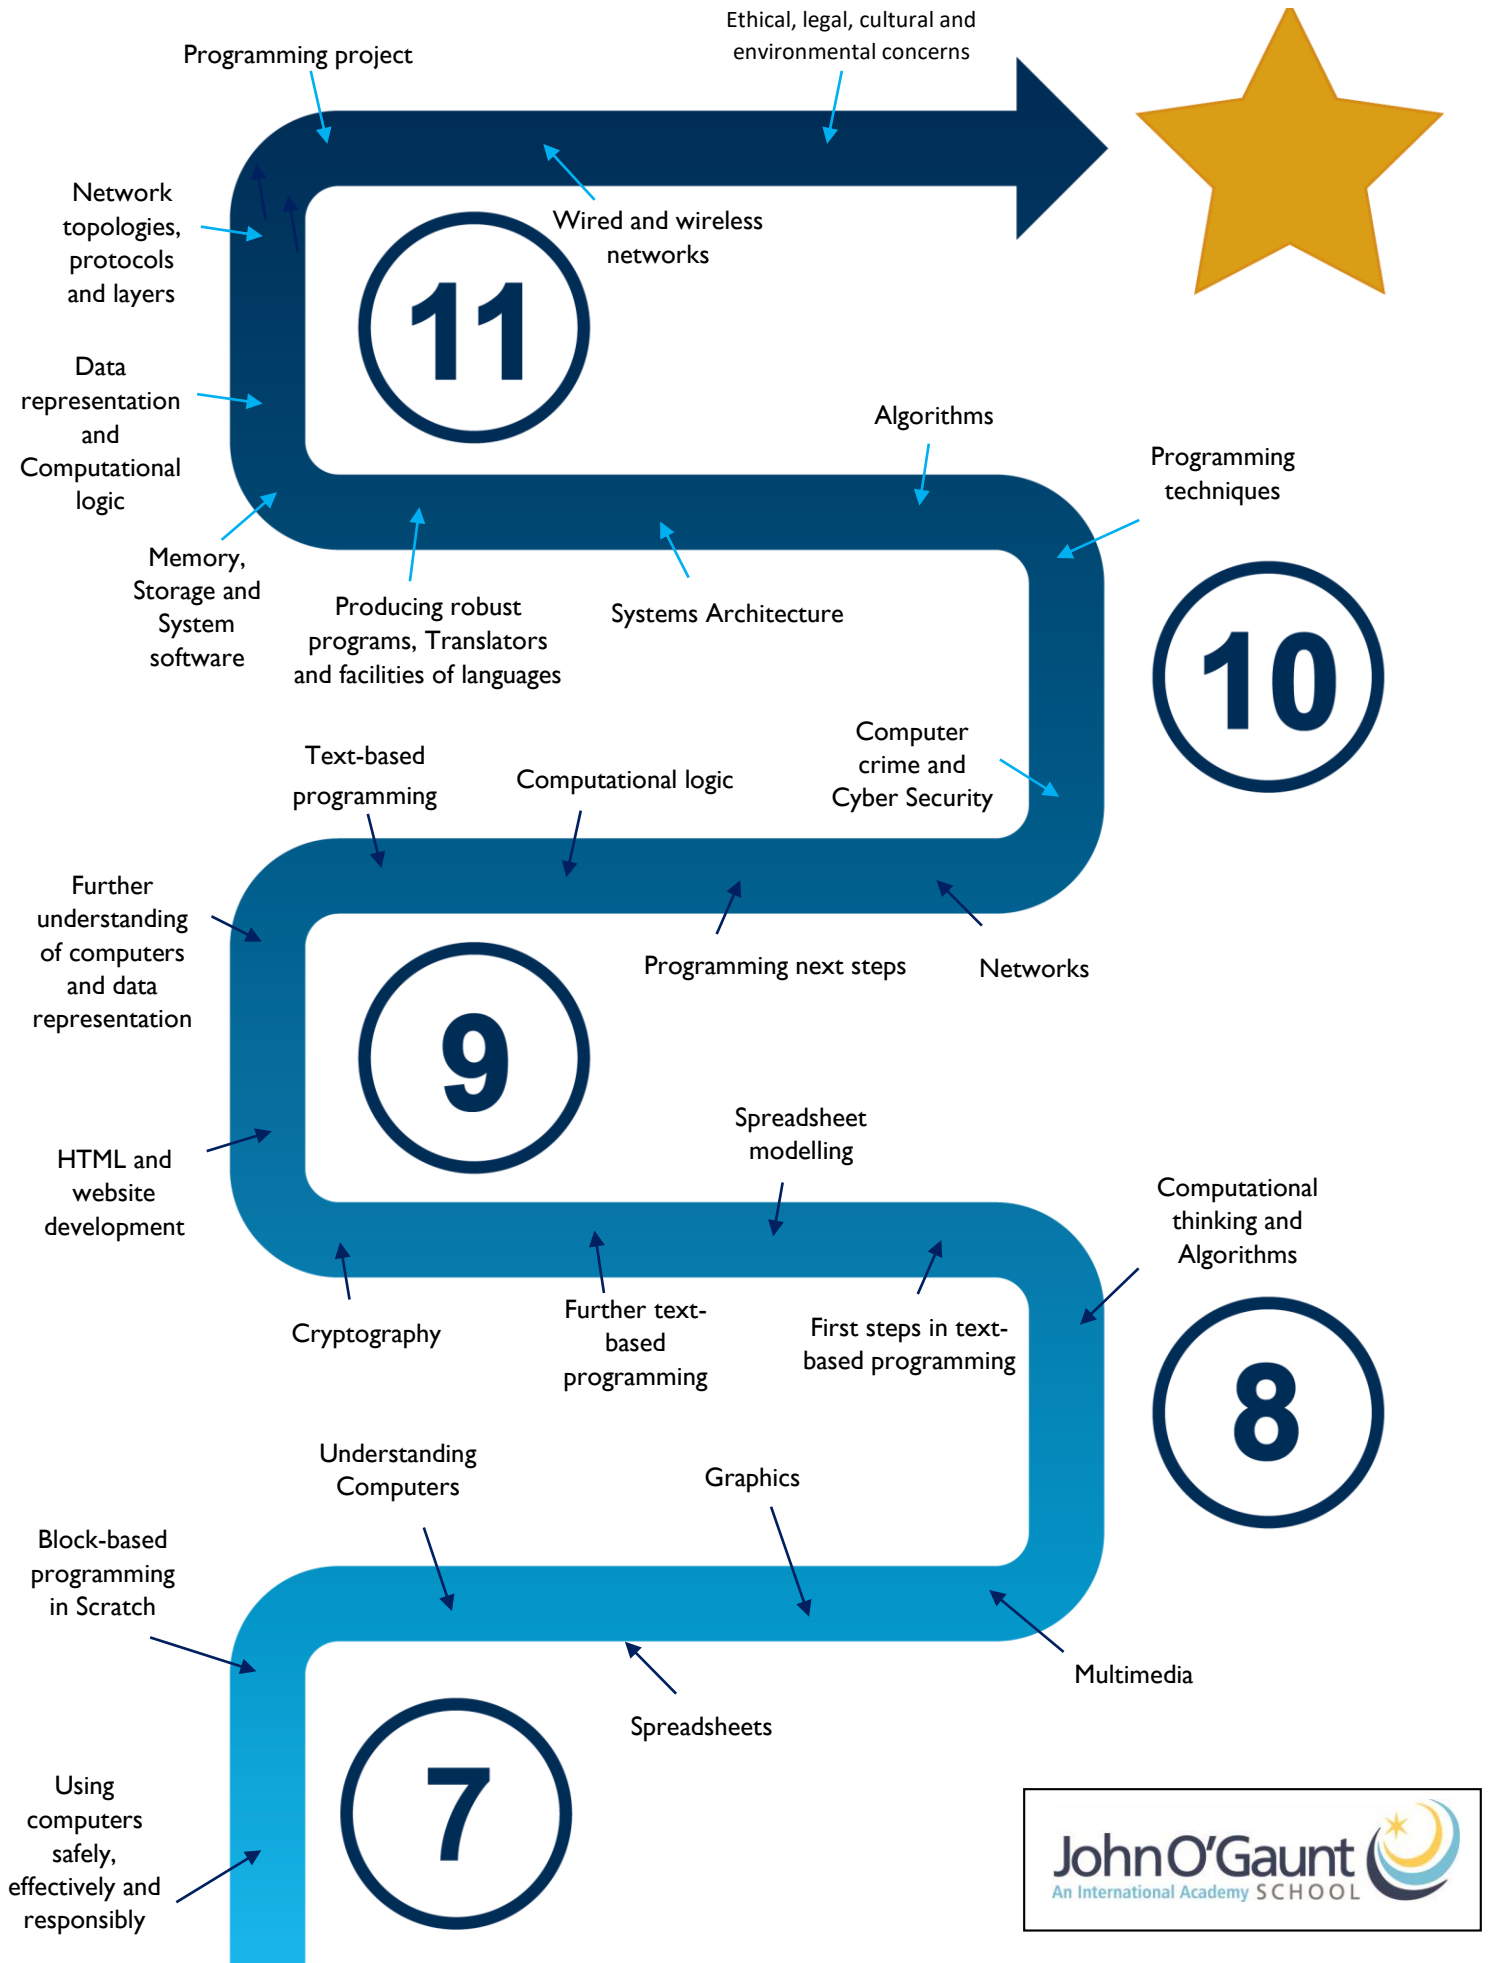 Ethical, legal, cultural and
environmental concerns
Programming project
Network
topologies,
protocols
and layers
Wired and wireless
networks
11
Data
representation
and
Computational
logic
Algorithms
Programming
techniques
Memory,
Storage and
System
software
Producing robust
programs, Translators
and facilities of languages
Systems Architecture
10
Computer
crime and
Cyber Security
Text-based
programming
Computational logic
Further
understanding
of computers
and data
representation
Programming next steps
Networks
9
Spreadsheet
modelling
HTML and
website
development
Computational
thinking and
Algorithms
Cryptography
Further text-
based
programming
First steps in text-
based programming
8
Understanding
Computers
Graphics
Block-based
programming
in Scratch
Multimedia
Spreadsheets
7
Using
computers
safely,
effectively and
responsibly
John O'Gaunt
An International Academy SCHOOL